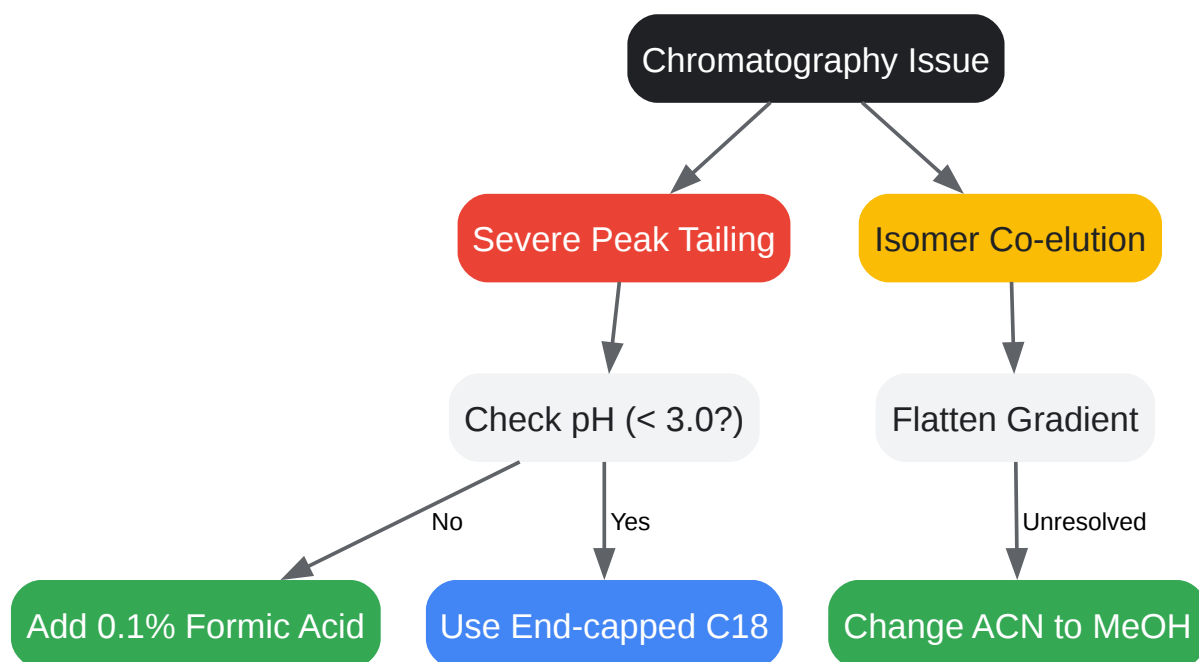 Chromatography Issue
Severe Peak Tailing
Isomer Co-elution
Check pH (< 3.0?)
Flatten Gradient
No
Yes
Unresolved
Add 0.1% Formic Acid
Use End-capped C18
Change ACN to MeOH